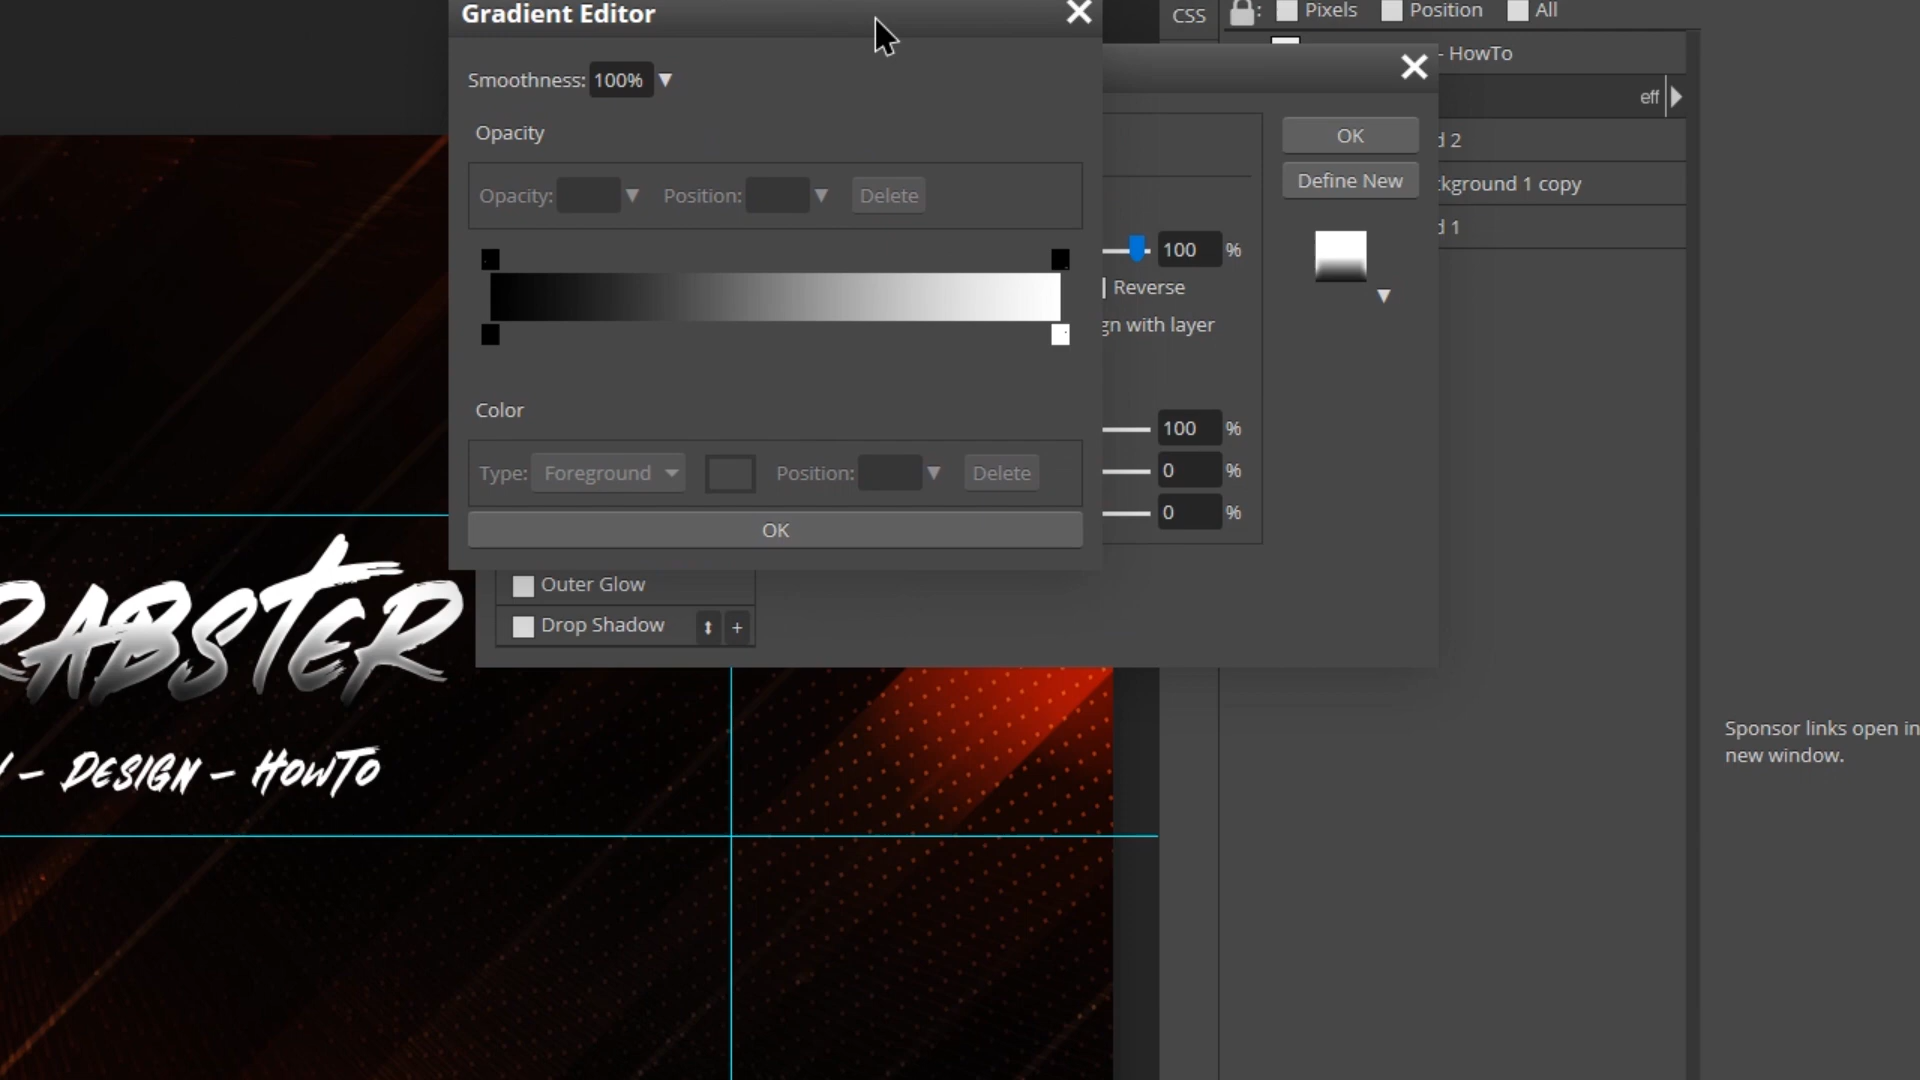 Gradient Editor
Smoothness: 100%
Opacity
Opacity: Position: Delete
Color
Type: Foreground Position: Delete
OK
Outer Glow
Drop Shadow +
100 %
Reverse
gn with layer
100 %
0 %
0 %
OK
Define New
CSS
: Pixels Position All
- HowTo
eff
d 2
kground 1 copy
d 1
RABSTER
– DESIGN – HOWTO
Sponsor links open in
new window.